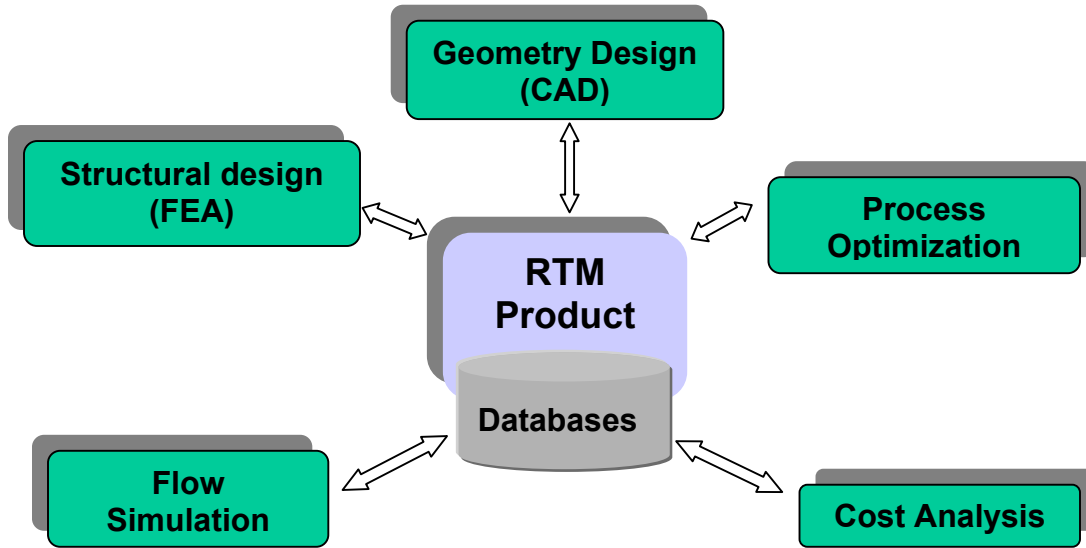 Geometry Design
(CAD)
Structural design
(FEA)
Process
Optimization
RTM
Product
Databases
Flow
Simulation
Cost Analysis